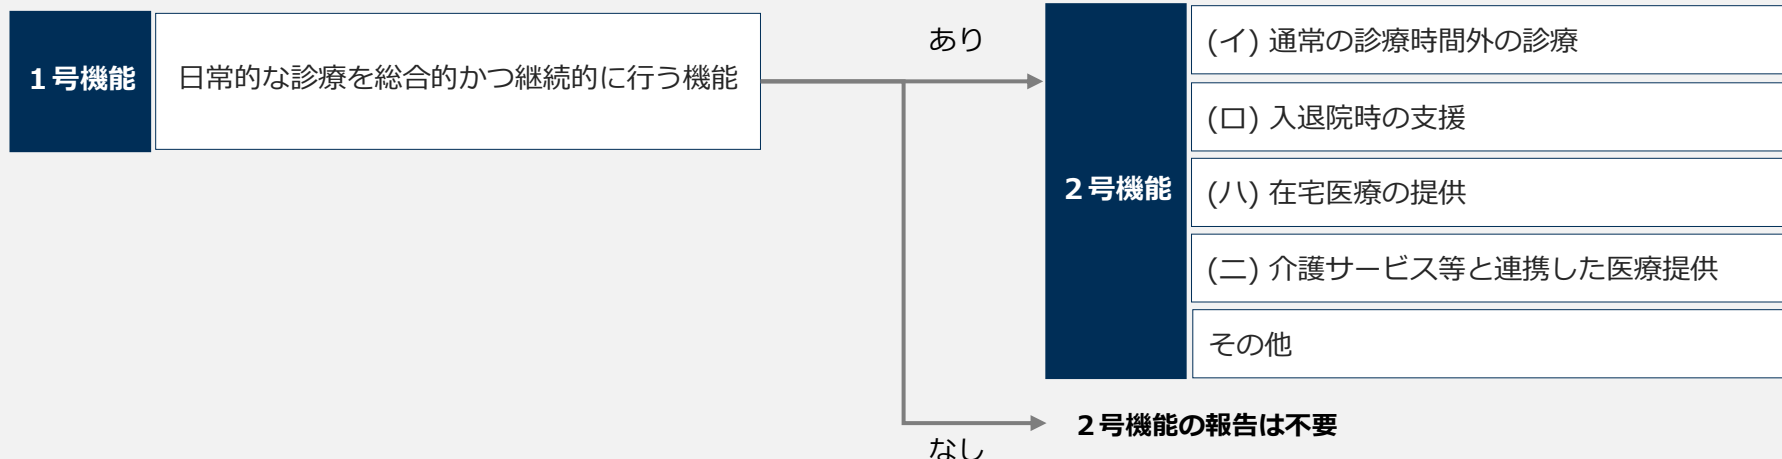 １号機能
日常的な診療を総合的かつ継続的に行う機能
あり
２号機能
(イ) 通常の診療時間外の診療
(ロ) 入退院時の支援
(ハ) 在宅医療の提供
(ニ) 介護サービス等と連携した医療提供
その他
２号機能の報告は不要
なし